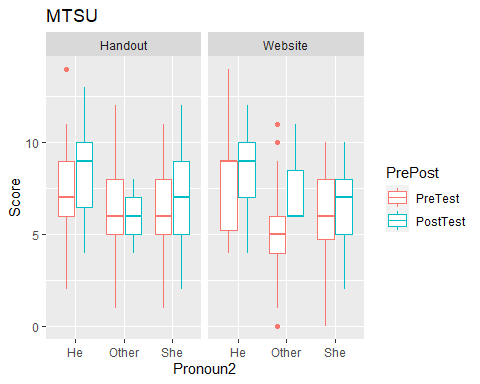 MTSU
Handout
Website
10
5
0
Score
He
Other
She
He
Other
She
Pronoun2
PrePost
PreTest
PostTest